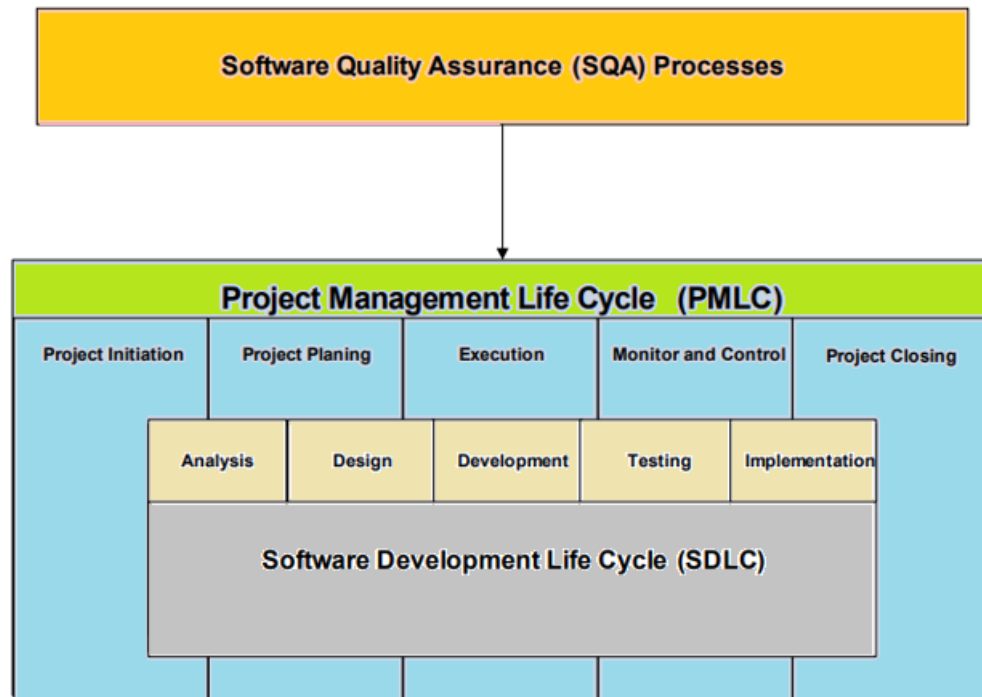 Software Quality Assurance (SQA) Processes
Project Management Life Cycle (PMLC)
Project Initiation
Project Planing
Execution
Monitor and Control
Project Closing
Analysis
Design
Development
Testing
Implementation
Software Development Life Cycle (SDLC)